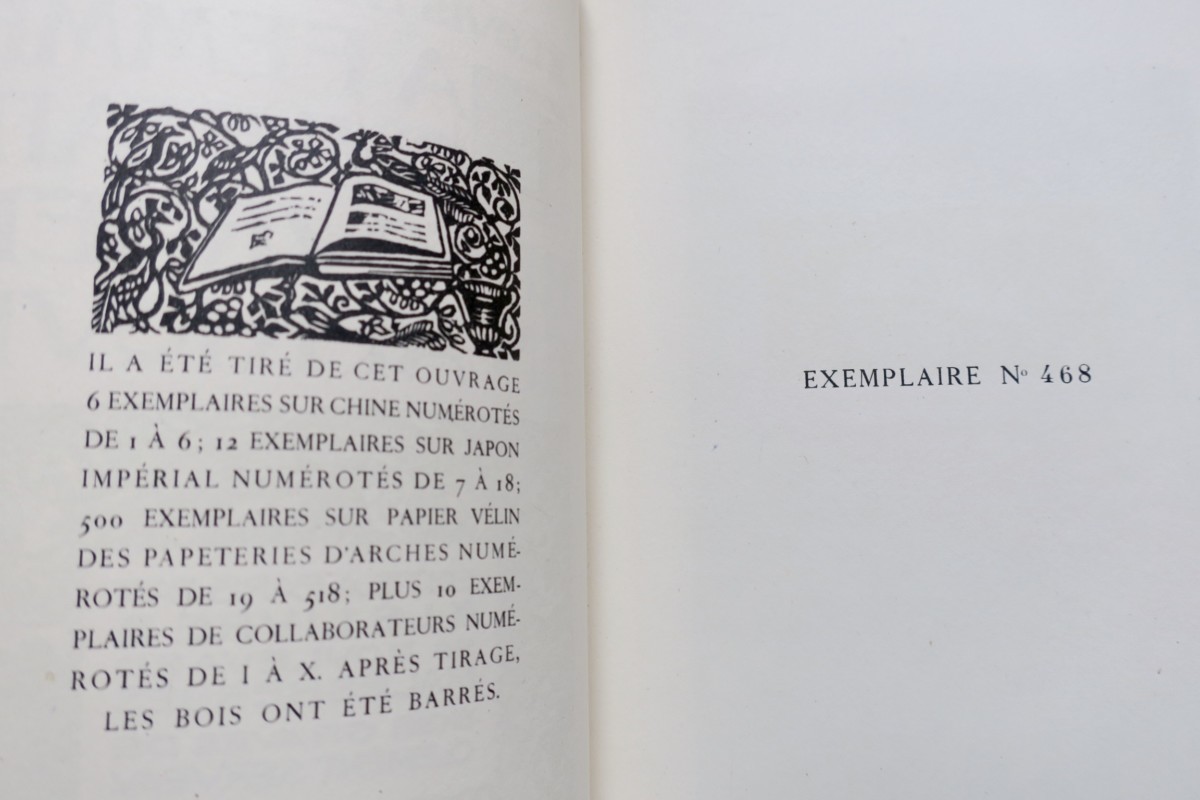 IL A ÉTÉ TIRÉ DE CET OUVRAGE
6 EXEMPLAIRES SUR CHINE NUMÉROTÉS
DE 1 À 6; 12 EXEMPLAIRES SUR JAPON
IMPÉRIAL NUMÉROTÉS DE 7 À 18;
500 EXEMPLAIRES SUR PAPIER VÉLIN
DES PAPETERIES D'ARCHES NUMÉ-
ROTÉS DE 19 À 518; PLUS 10 EXEM-
PLAIRES DE COLLABORATEURS NUMÉ-
ROTÉS DE I À X. APRÈS TIRAGE,
LES BOIS ONT ÉTÉ BARRÉS.
EXEMPLAIRE Nº 468